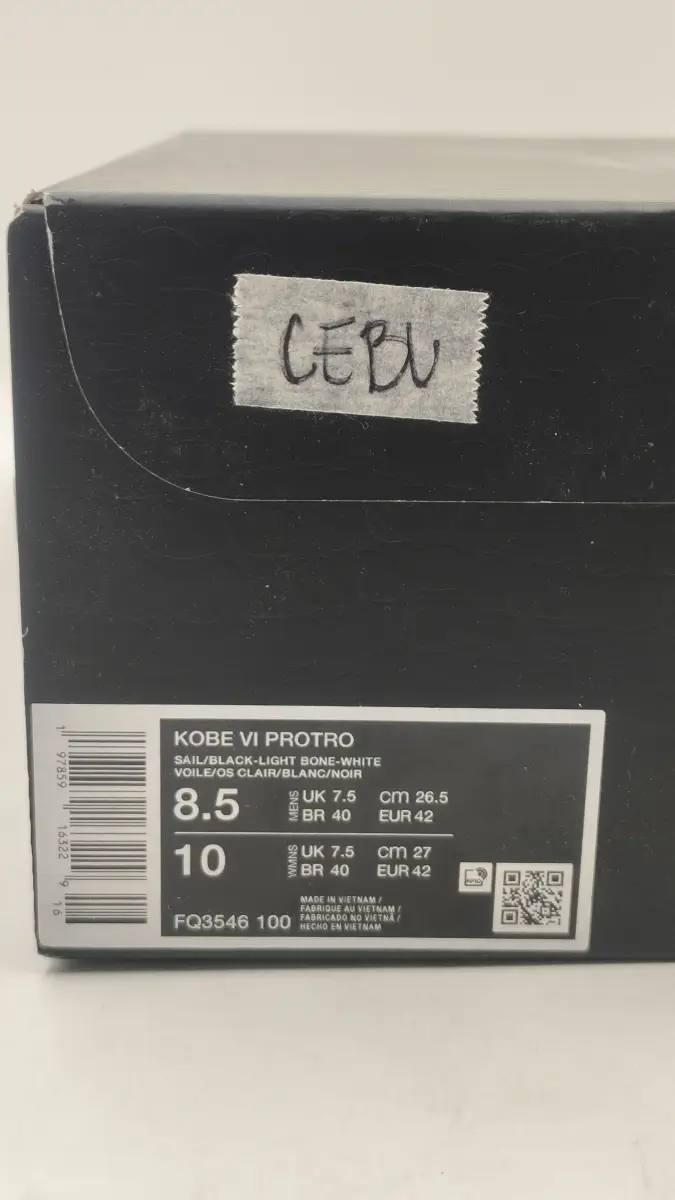 CEBU
KOBE VI PROTRO
SAIL/BLACK-LIGHT BONE-WHITE
VOILE/OS CLAIR/BLANC/NOIR
8.5 MENS UK 7.5 cm 26.5
BR 40 EUR 42
10 WMNS UK 7.5 cm 27
BR 40 EUR 42
FQ3546 100
MADE IN VIETNAM /
FABRIQUE AU VIETNAM /
FABRICADO NO VIETNÃ /
HECHO EN VIETNAM
1 97859 16322 9 16